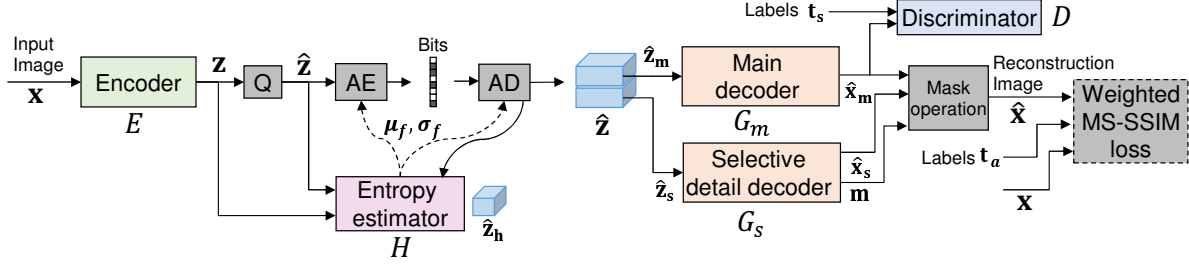 Input
Image
𝐱
Encoder
E
𝐳
Q
𝐳̂
AE
Bits
AD
μ_f, σ_f
Entropy
estimator
H
𝐳̂_h
𝐳̂
𝐳̂_m
Main
decoder
G_m
𝐱̂_m
Labels 𝐭_s
Discriminator D
𝐳̂_s
Selective
detail decoder
G_s
𝐱̂_s
𝐦
Mask
operation
Reconstruction
Image
𝐱̂
Labels 𝐭_a
𝐱
Weighted
MS-SSIM
loss